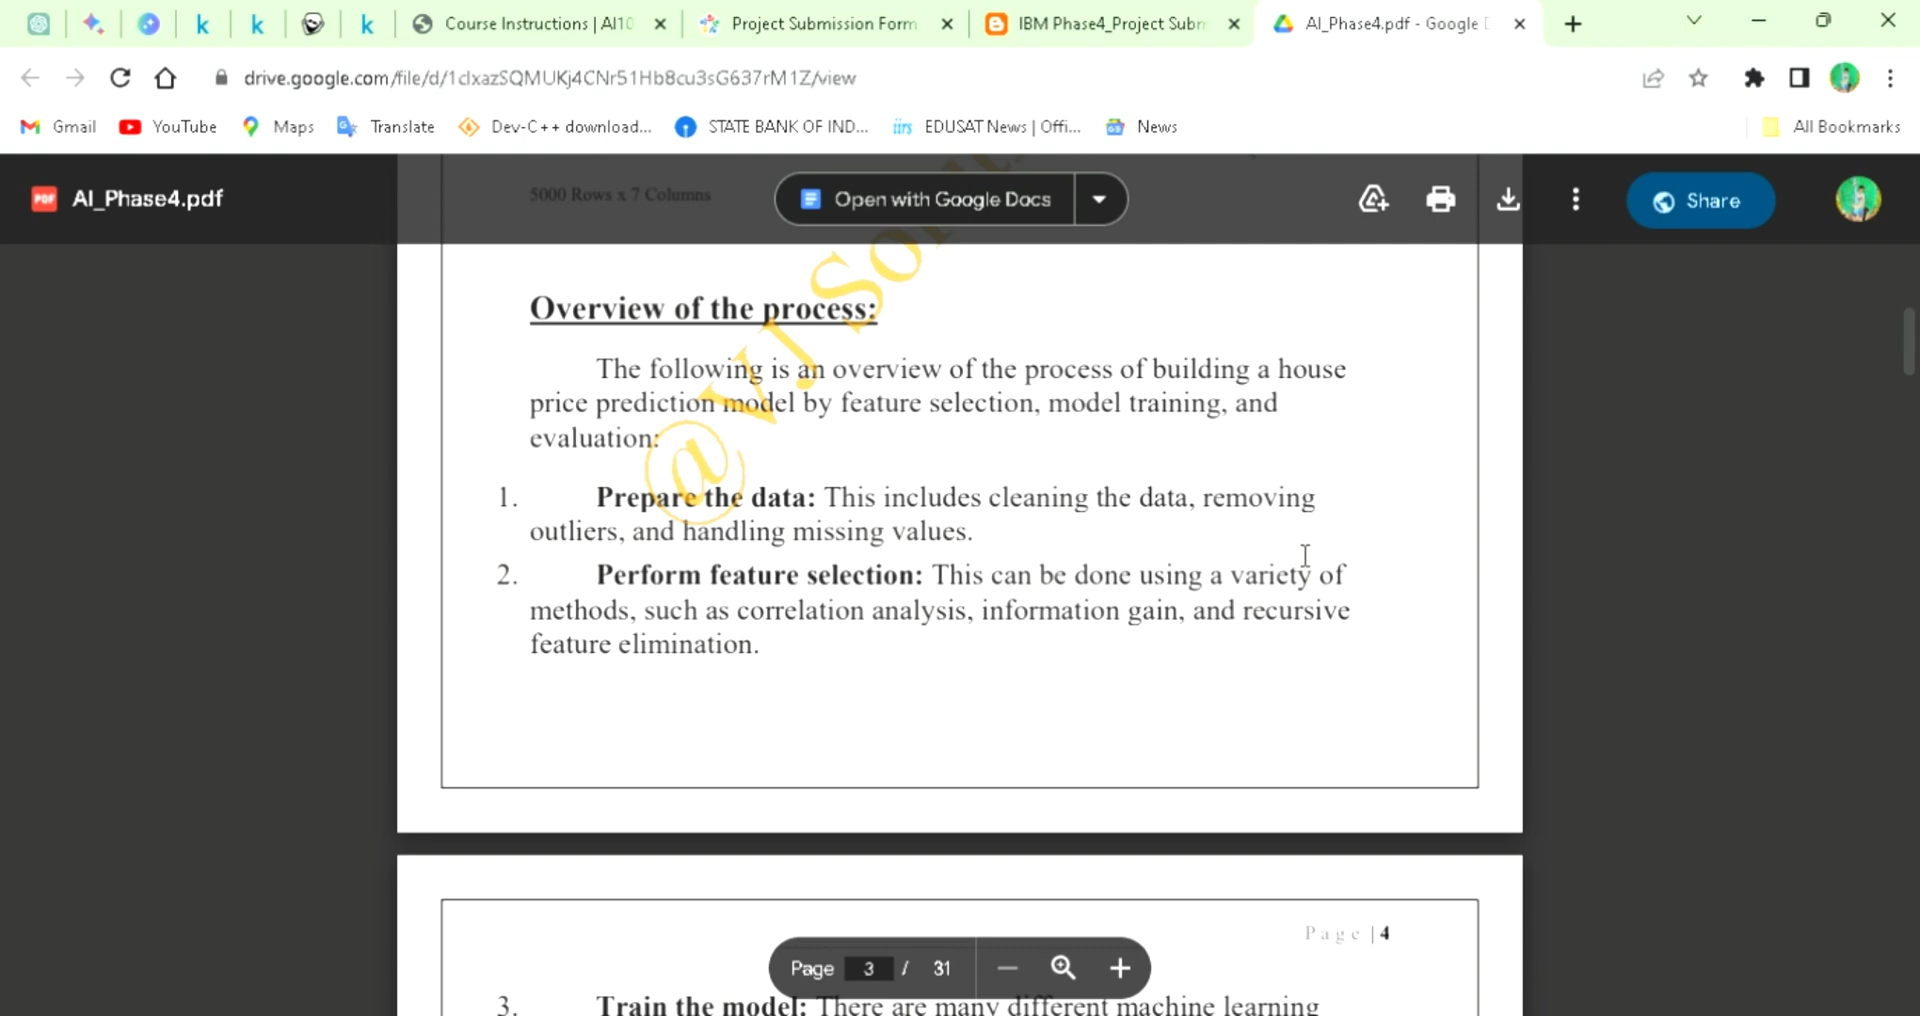 Course Instructions | AI10
Project Submission Form
IBM Phase4_Project Subm
AI_Phase4.pdf - Google D
drive.google.com/file/d/1clxazSQMUKj4CNr51Hb8cu3sG637rM1Z/view
Gmail
YouTube
Maps
Translate
Dev-C++ download...
STATE BANK OF IND...
EDUSAT News | Offi...
News
All Bookmarks
PDF
AI_Phase4.pdf
5000 Rows x 7 Columns
Open with Google Docs
Share
Overview of the process:
The following is an overview of the process of building a house
price prediction model by feature selection, model training, and
evaluation:
1. Prepare the data: This includes cleaning the data, removing
outliers, and handling missing values.
2. Perform feature selection: This can be done using a variety of
methods, such as correlation analysis, information gain, and recursive
feature elimination.
@VJ
Page | 4
Page 3 / 31
3. Train the model: There are many different machine learning